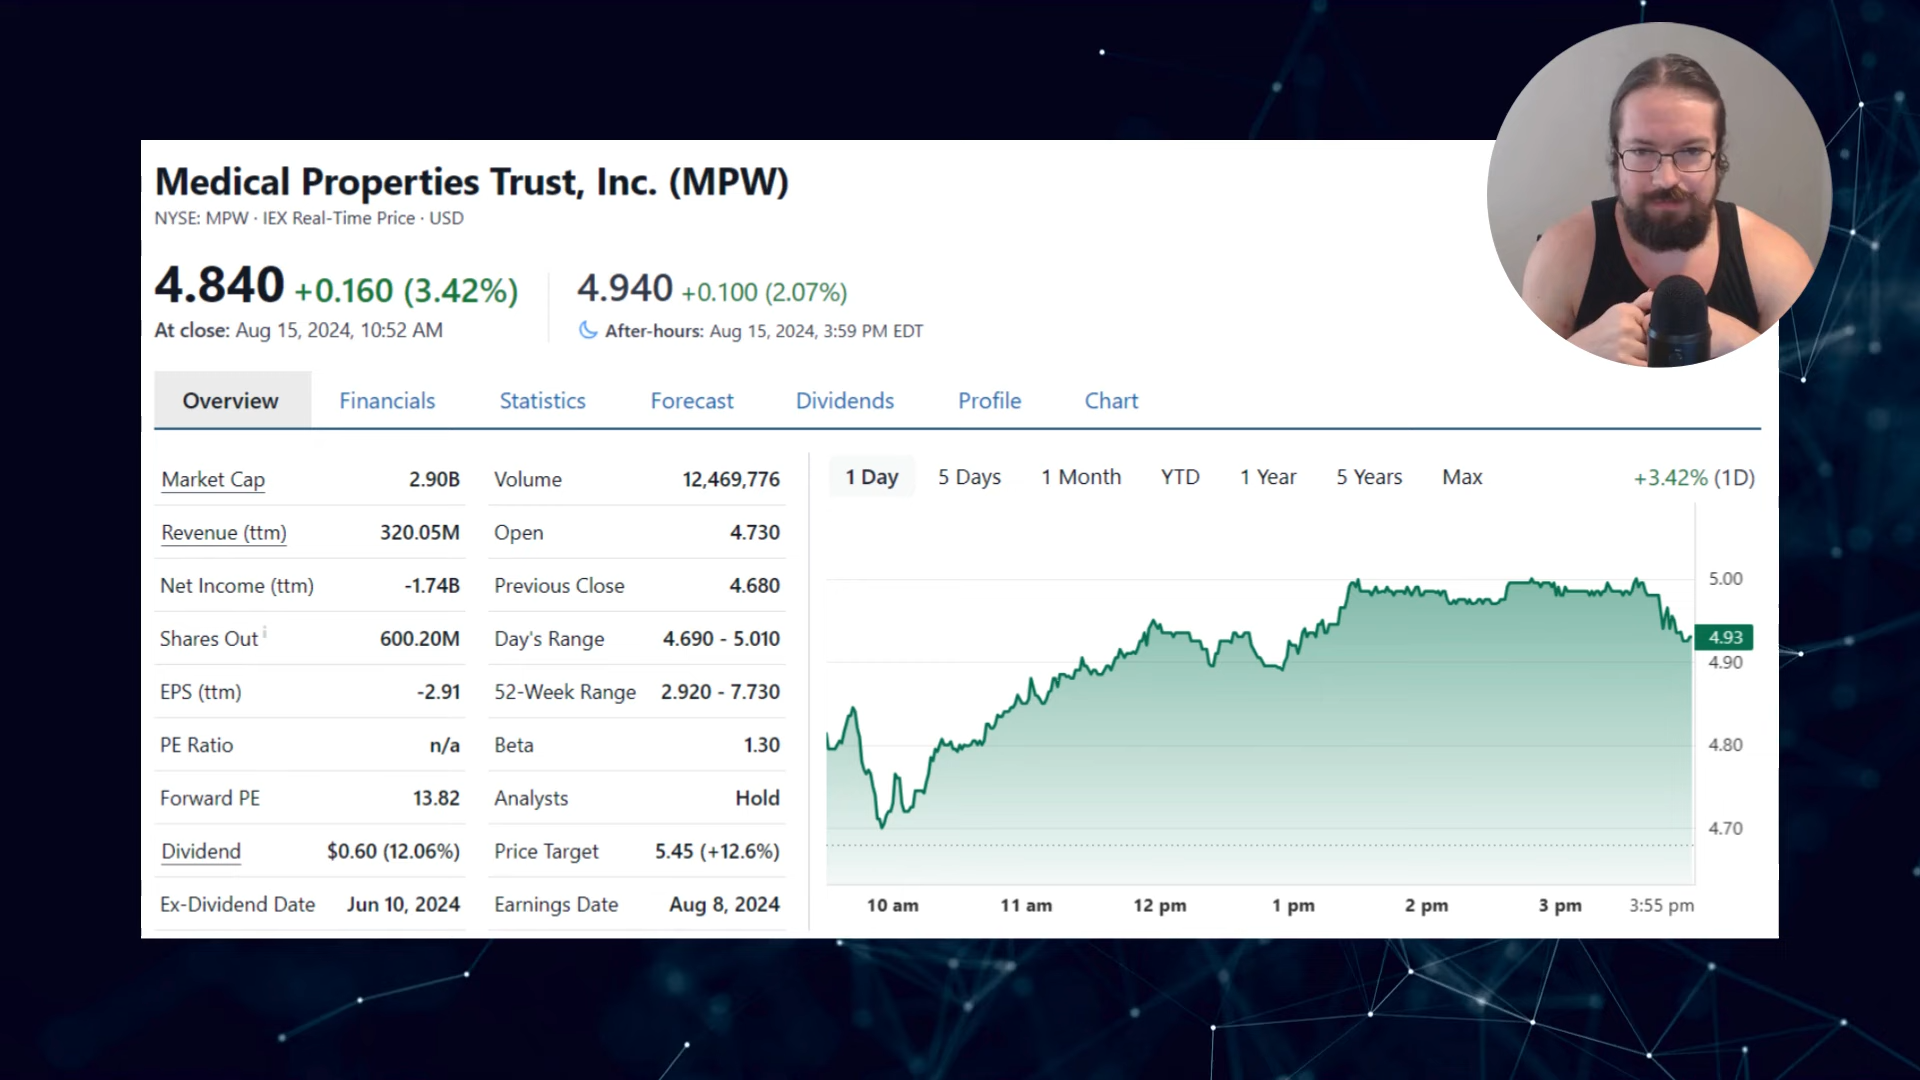 Medical Properties Trust, Inc. (MPW)
NYSE: MPW · IEX Real-Time Price · USD
4.840 +0.160 (3.42%)
At close: Aug 15, 2024, 10:52 AM
4.940 +0.100 (2.07%)
After-hours: Aug 15, 2024, 3:59 PM EDT
Overview Financials Statistics Forecast Dividends Profile Chart
Market Cap 2.90B
Revenue (ttm) 320.05M
Net Income (ttm) -1.74B
Shares Out i 600.20M
EPS (ttm) -2.91
PE Ratio n/a
Forward PE 13.82
Dividend $0.60 (12.06%)
Ex-Dividend Date Jun 10, 2024
Volume 12,469,776
Open 4.730
Previous Close 4.680
Day's Range 4.690 - 5.010
52-Week Range 2.920 - 7.730
Beta 1.30
Analysts Hold
Price Target 5.45 (+12.6%)
Earnings Date Aug 8, 2024
1 Day 5 Days 1 Month YTD 1 Year 5 Years Max +3.42% (1D)
5.00
4.93
4.90
4.80
4.70
10 am 11 am 12 pm 1 pm 2 pm 3 pm 3:55 pm